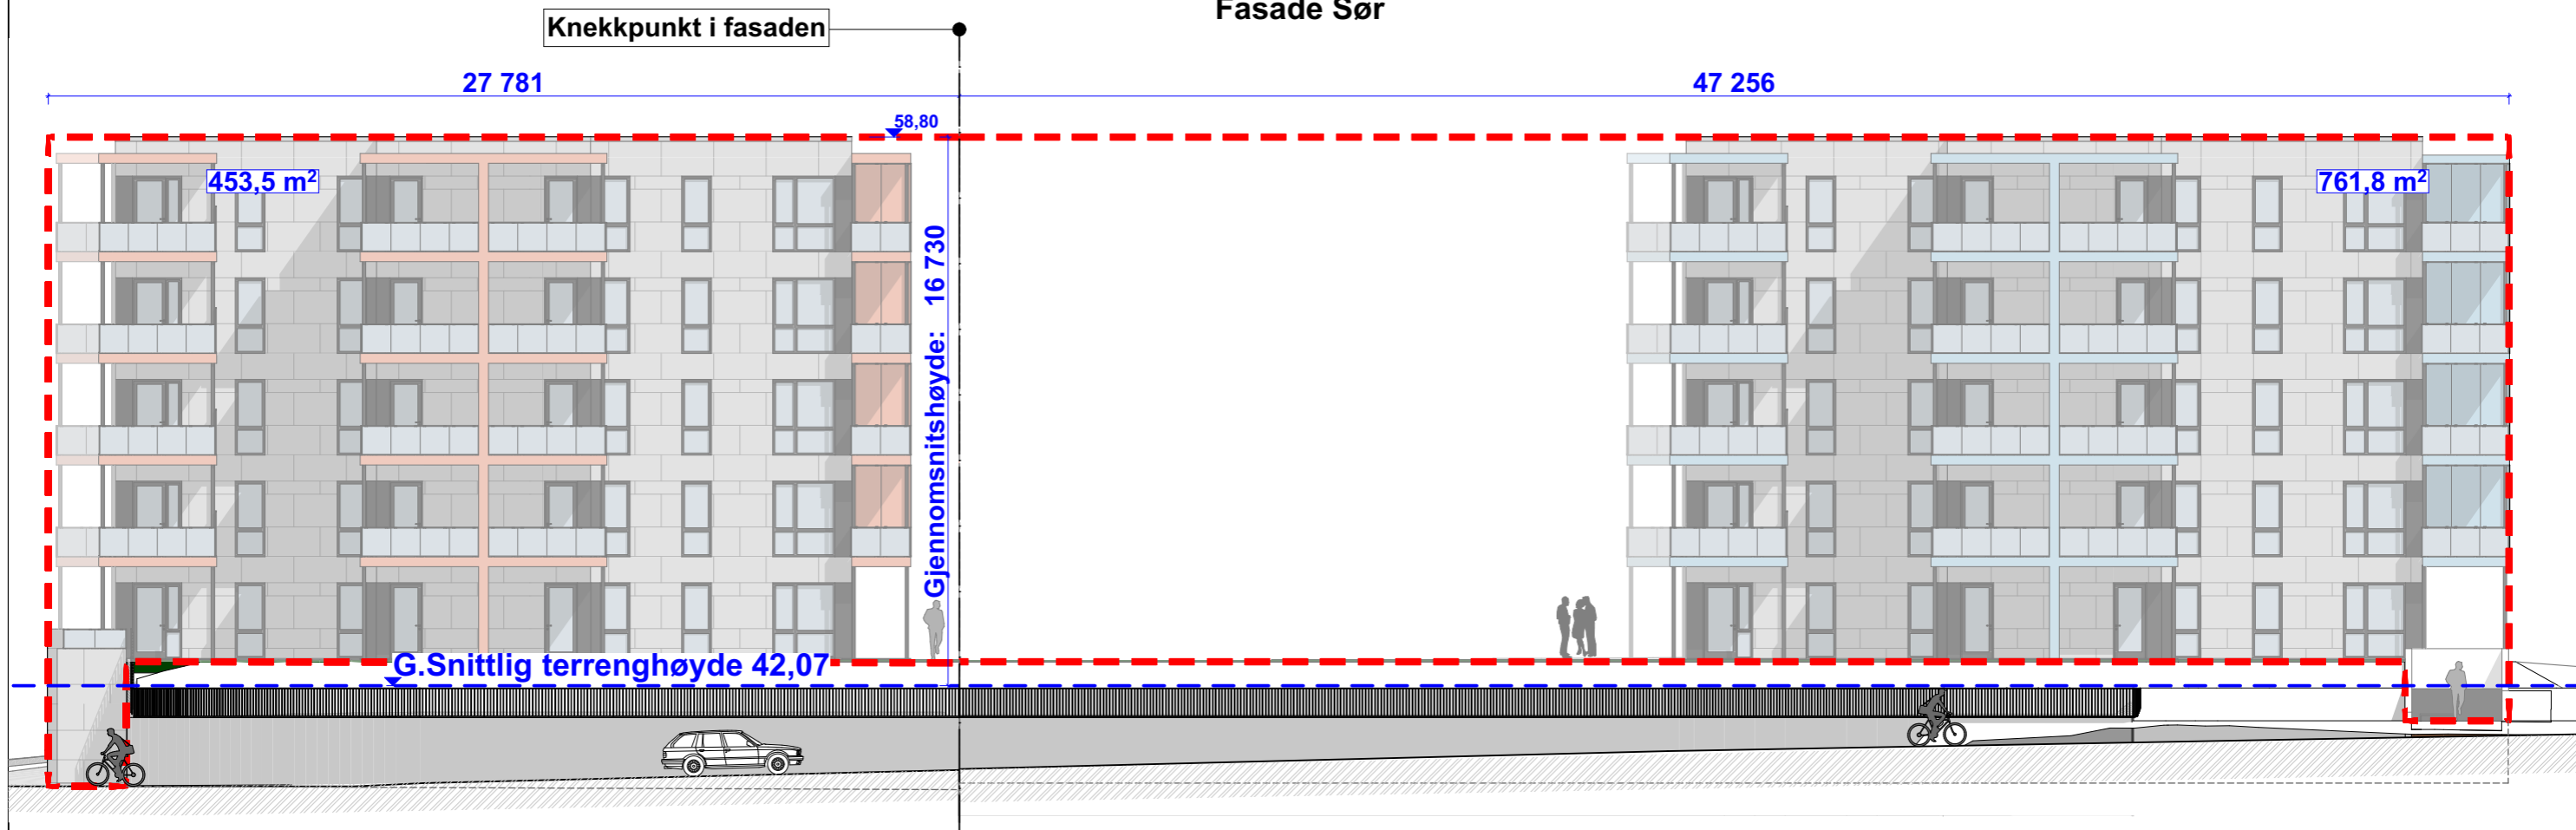 Fasade Sør
Knekkpunkt i fasaden
27 781
47 256
58,80
453,5 m²
761,8 m²
Gjennomsnitshøyde: 16 730
G.Snittlig terrenghøyde 42,07